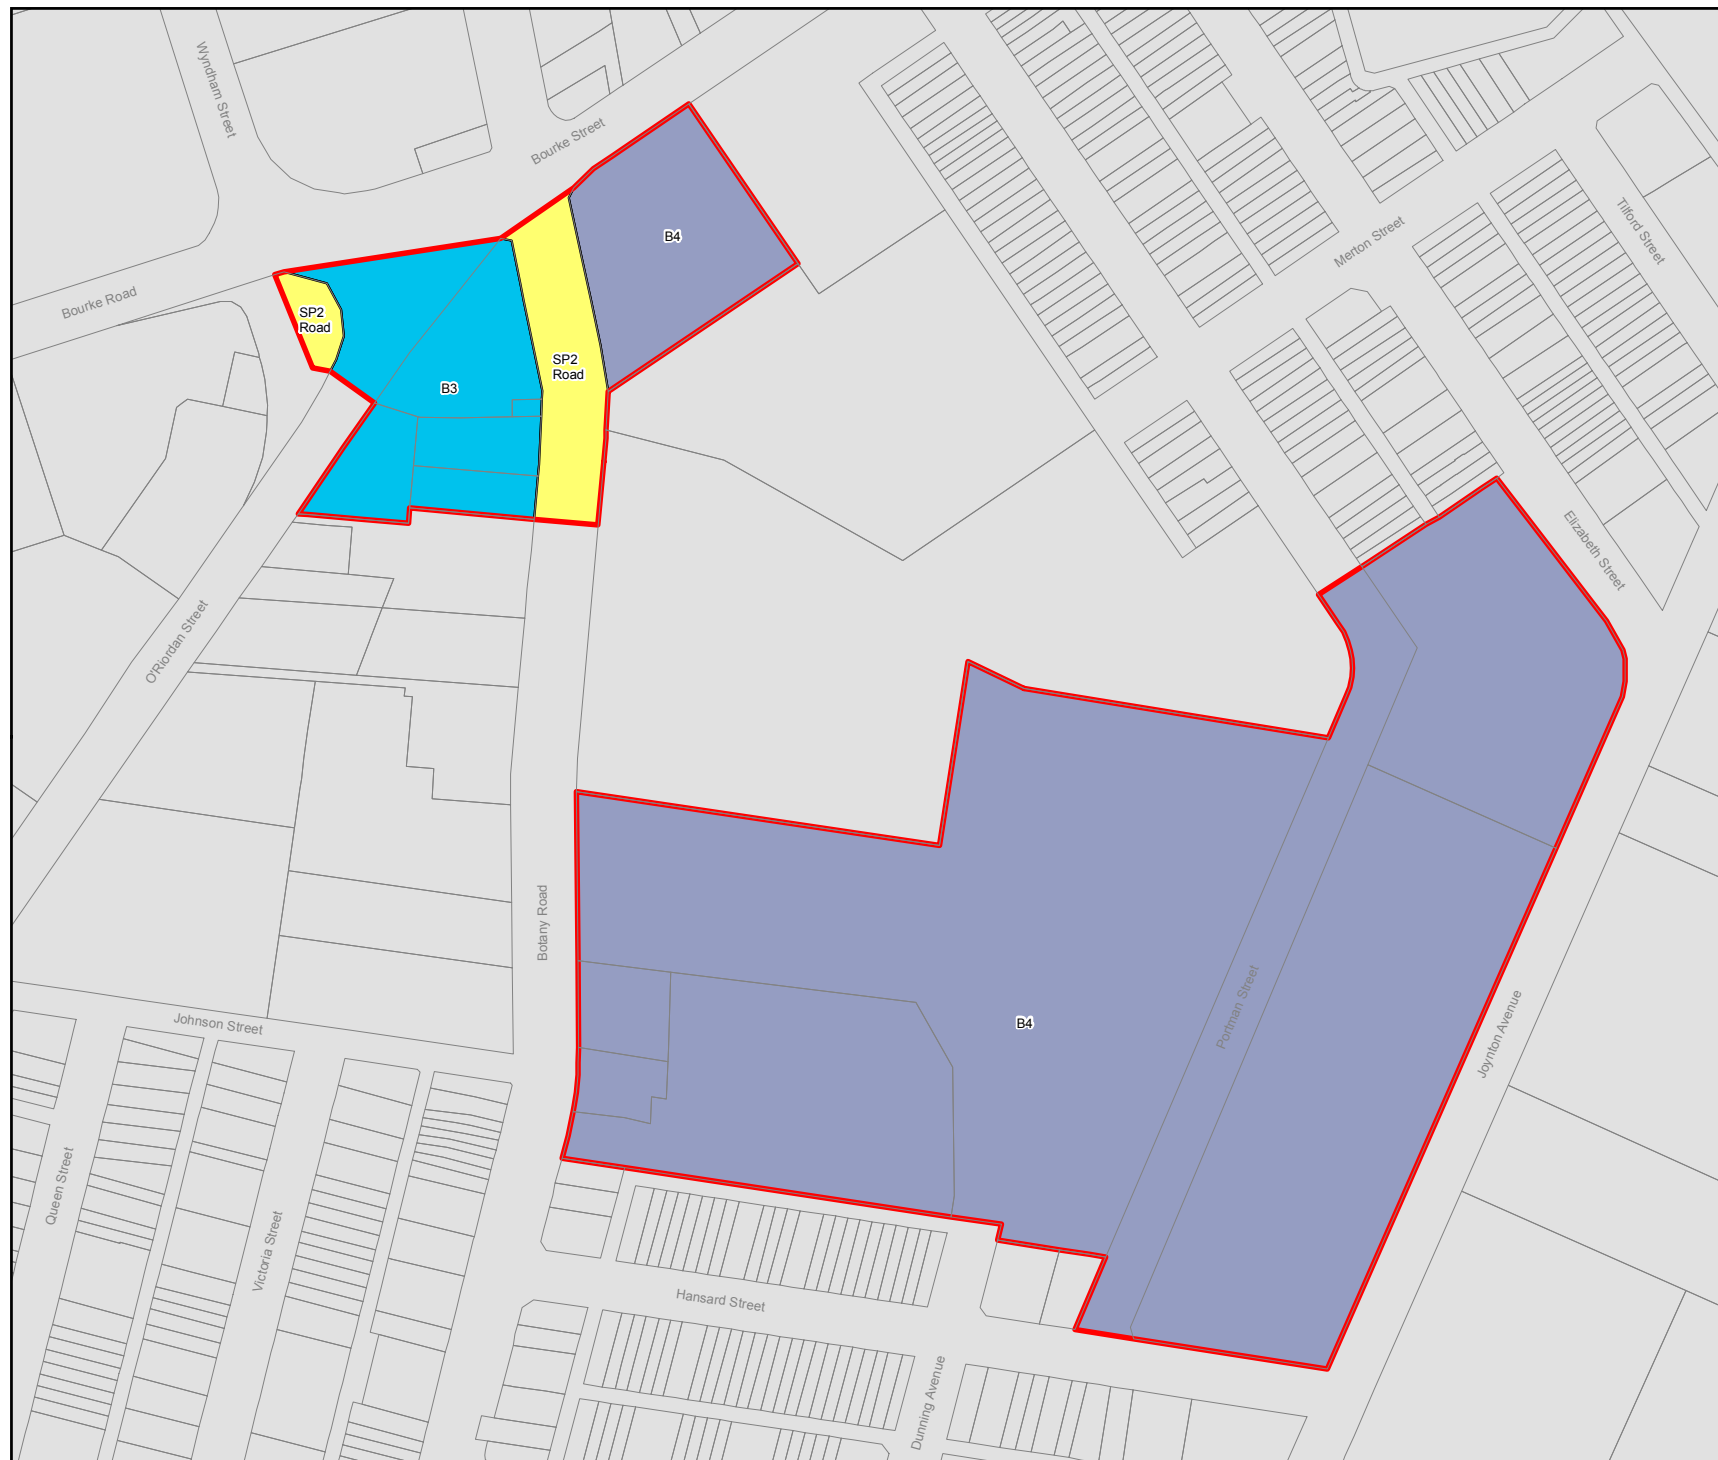 Wyndham Street
Bourke Street
Tilford Street
Merton Street
B4
Bourke Road
SP2
Road
SP2
Road
B3
Elizabeth Street
O'Riordan Street
Botany Road
Portman Street
Joynton Avenue
B4
Johnson Street
Queen Street
Victoria Street
Hansard Street
Dunning Avenue